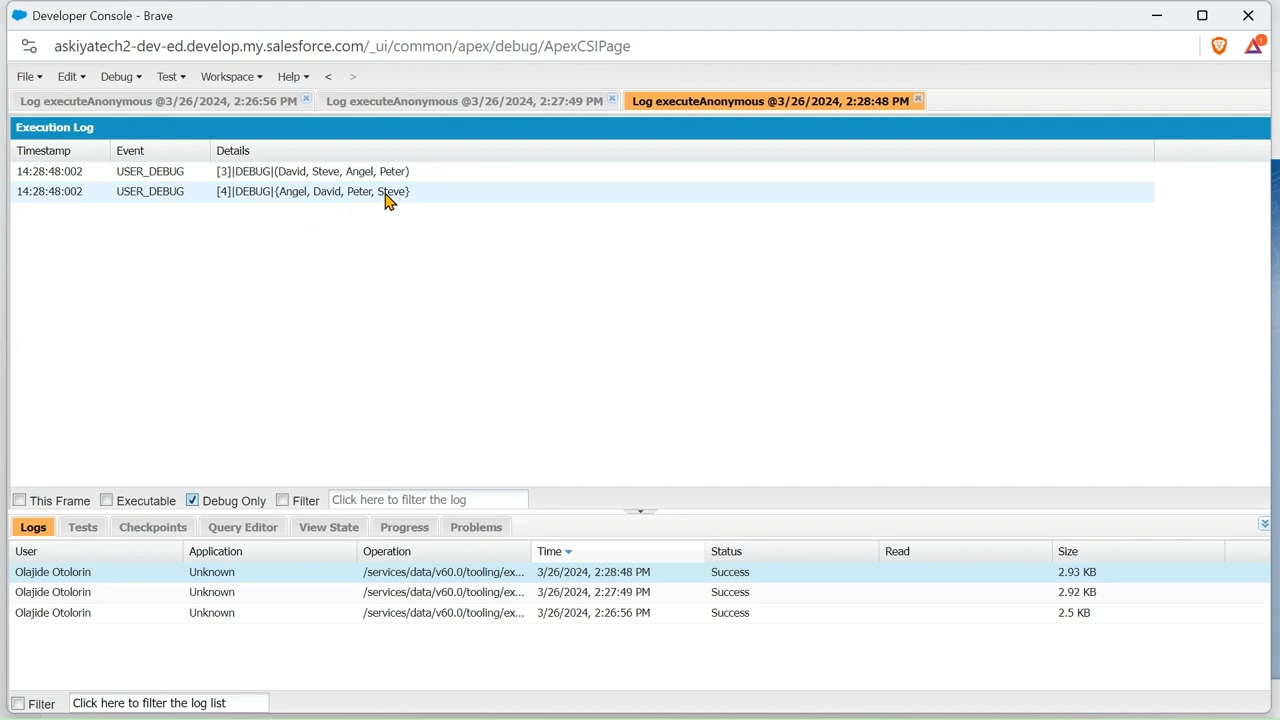 Developer Console - Brave
askiyatech2-dev-ed.develop.my.salesforce.com/_ui/common/apex/debug/ApexCSIPage
1
File Edit Debug Test Workspace Help < >
Log executeAnonymous @3/26/2024, 2:26:56 PM Log executeAnonymous @3/26/2024, 2:27:49 PM Log executeAnonymous @3/26/2024, 2:28:48 PM
Execution Log
Timestamp Event Details
14:28:48:002 USER_DEBUG [3]|DEBUG|(David, Steve, Angel, Peter)
14:28:48:002 USER_DEBUG [4]|DEBUG|{Angel, David, Peter, Steve}
This Frame Executable Debug Only Filter Click here to filter the log
Logs Tests Checkpoints Query Editor View State Progress Problems
User Application Operation Time Status Read Size
Olajide Otolorin Unknown /services/data/v60.0/tooling/ex... 3/26/2024, 2:28:48 PM Success 2.93 KB
Olajide Otolorin Unknown /services/data/v60.0/tooling/ex... 3/26/2024, 2:27:49 PM Success 2.92 KB
Olajide Otolorin Unknown /services/data/v60.0/tooling/ex... 3/26/2024, 2:26:56 PM Success 2.5 KB
Filter Click here to filter the log list